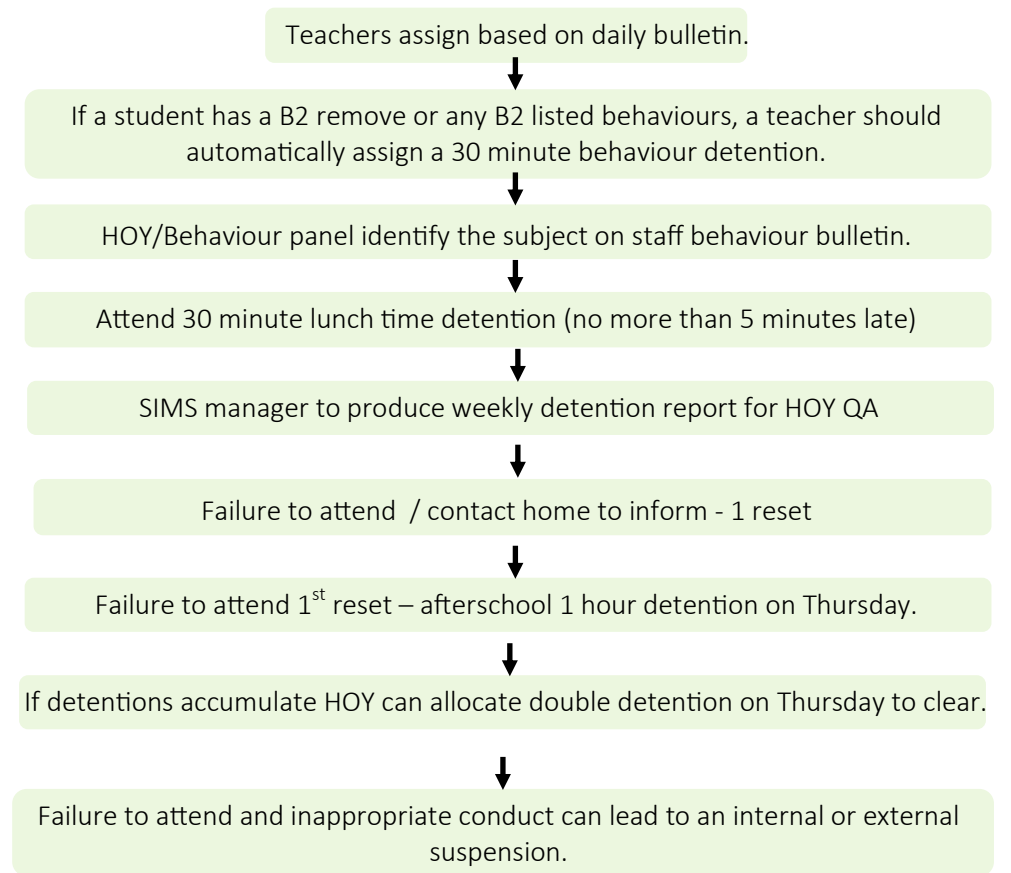 Teachers assign based on daily bulletin.
If a student has a B2 remove or any B2 listed behaviours, a teacher should
automatically assign a 30 minute behaviour detention.
HOY/Behaviour panel identify the subject on staff behaviour bulletin.
Attend 30 minute lunch time detention (no more than 5 minutes late)
SIMS manager to produce weekly detention report for HOY QA
Failure to attend / contact home to inform - 1 reset
Failure to attend 1st reset – afterschool 1 hour detention on Thursday.
If detentions accumulate HOY can allocate double detention on Thursday to clear.
Failure to attend and inappropriate conduct can lead to an internal or external
suspension.